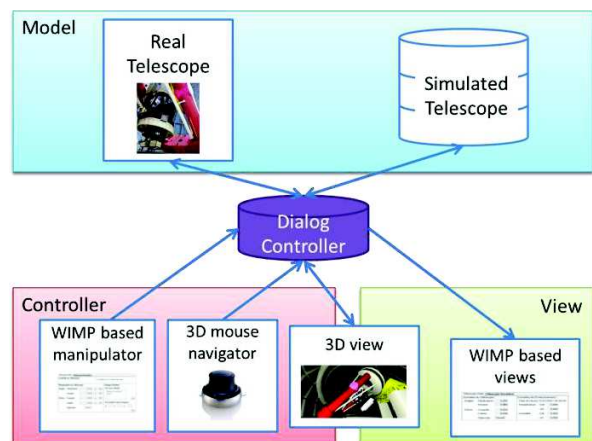 Model
Real
Telescope
Simulated
Telescope
Dialog
Controller
Controller
View
WIMP based
manipulator
3D mouse
navigator
3D view
WIMP based
views